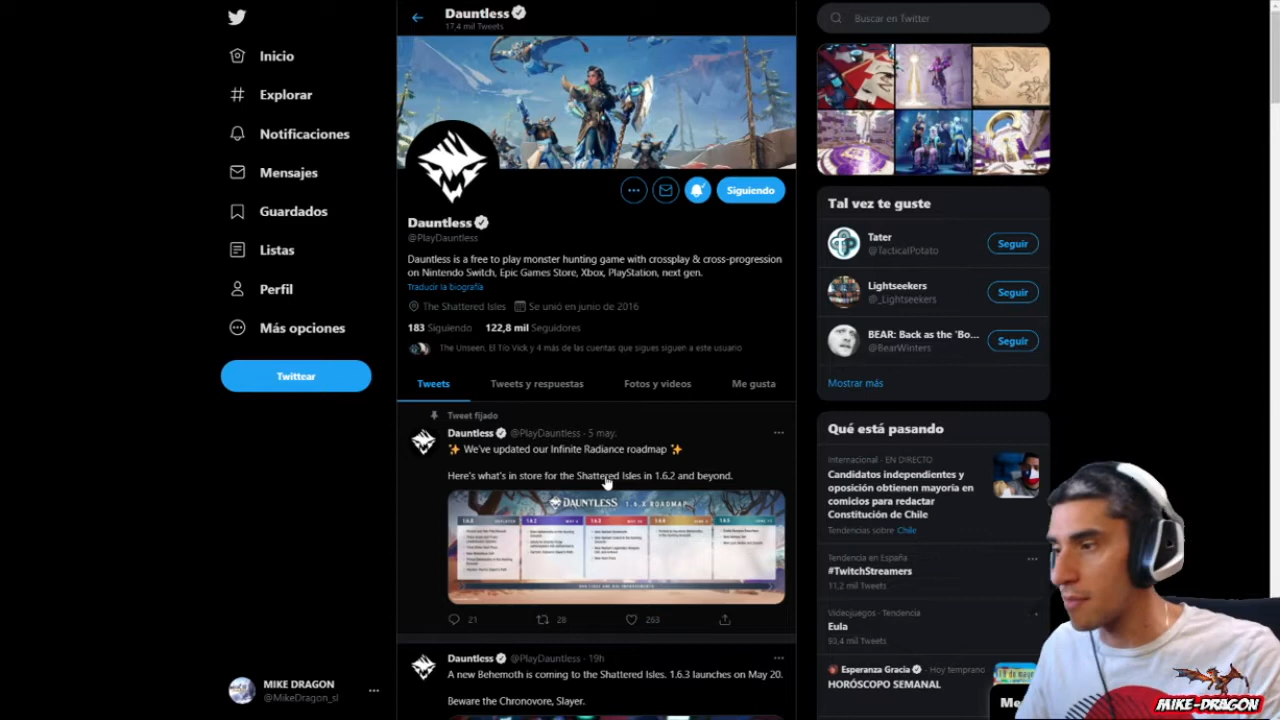 Inicio
Explorar
Notificaciones
Mensajes
Guardados
Listas
Perfil
Más opciones
Twittear
MIKE DRAGON
@MikeDragon_sl
Dauntless
17,4 mil Tweets
Siguiendo
Dauntless
@PlayDauntless
Dauntless is a free to play monster hunting game with crossplay & cross-progression
on Nintendo Switch, Epic Games Store, Xbox, PlayStation, next gen.
Traducir la biografía
The Shattered Isles Se unió en junio de 2016
183 Siguiendo 122,8 mil Seguidores
The Unseen, El Tío Vick y 4 más de las cuentas que sigues siguen a este usuario
Tweets Tweets y respuestas Fotos y videos Me gusta
Tweet fijado
Dauntless @PlayDauntless · 5 may.
✨ We've updated our Infinite Radiance roadmap ✨
Here's what's in store for the Shattered Isles in 1.6.2 and beyond.
DAUNTLESS 1.6.3 ROADMAP
21 28 263
Dauntless @PlayDauntless · 19h
A new Behemoth is coming to the Shattered Isles. 1.6.3 launches on May 20.
Beware the Chronovore, Slayer.
Buscar en Twitter
Tal vez te guste
Tater
@TacticalPotato
Seguir
Lightseekers
@_Lightseekers
Seguir
BEAR: Back as the 'Bo...
@BearWinters
Seguir
Mostrar más
Qué está pasando
Internacional · EN DIRECTO
Candidatos independientes y
oposición obtienen mayoría en
comicios para redactar
Constitución de Chile
Tendencias sobre Chile
Tendencia en España
#TwitchStreamers
11,2 mil Tweets
Videojuegos · Tendencia
Eula
93,4 mil Tweets
Esperanza Gracia · Hoy temprano
HORÓSCOPO SEMANAL
Me
MIKE-DRAGON